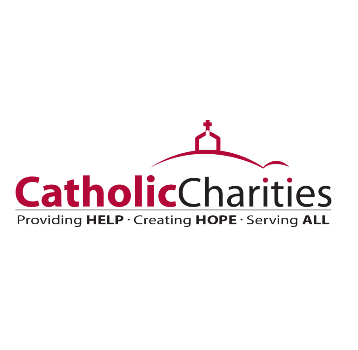 CatholicCharities
Providing HELP · Creating HOPE · Serving ALL